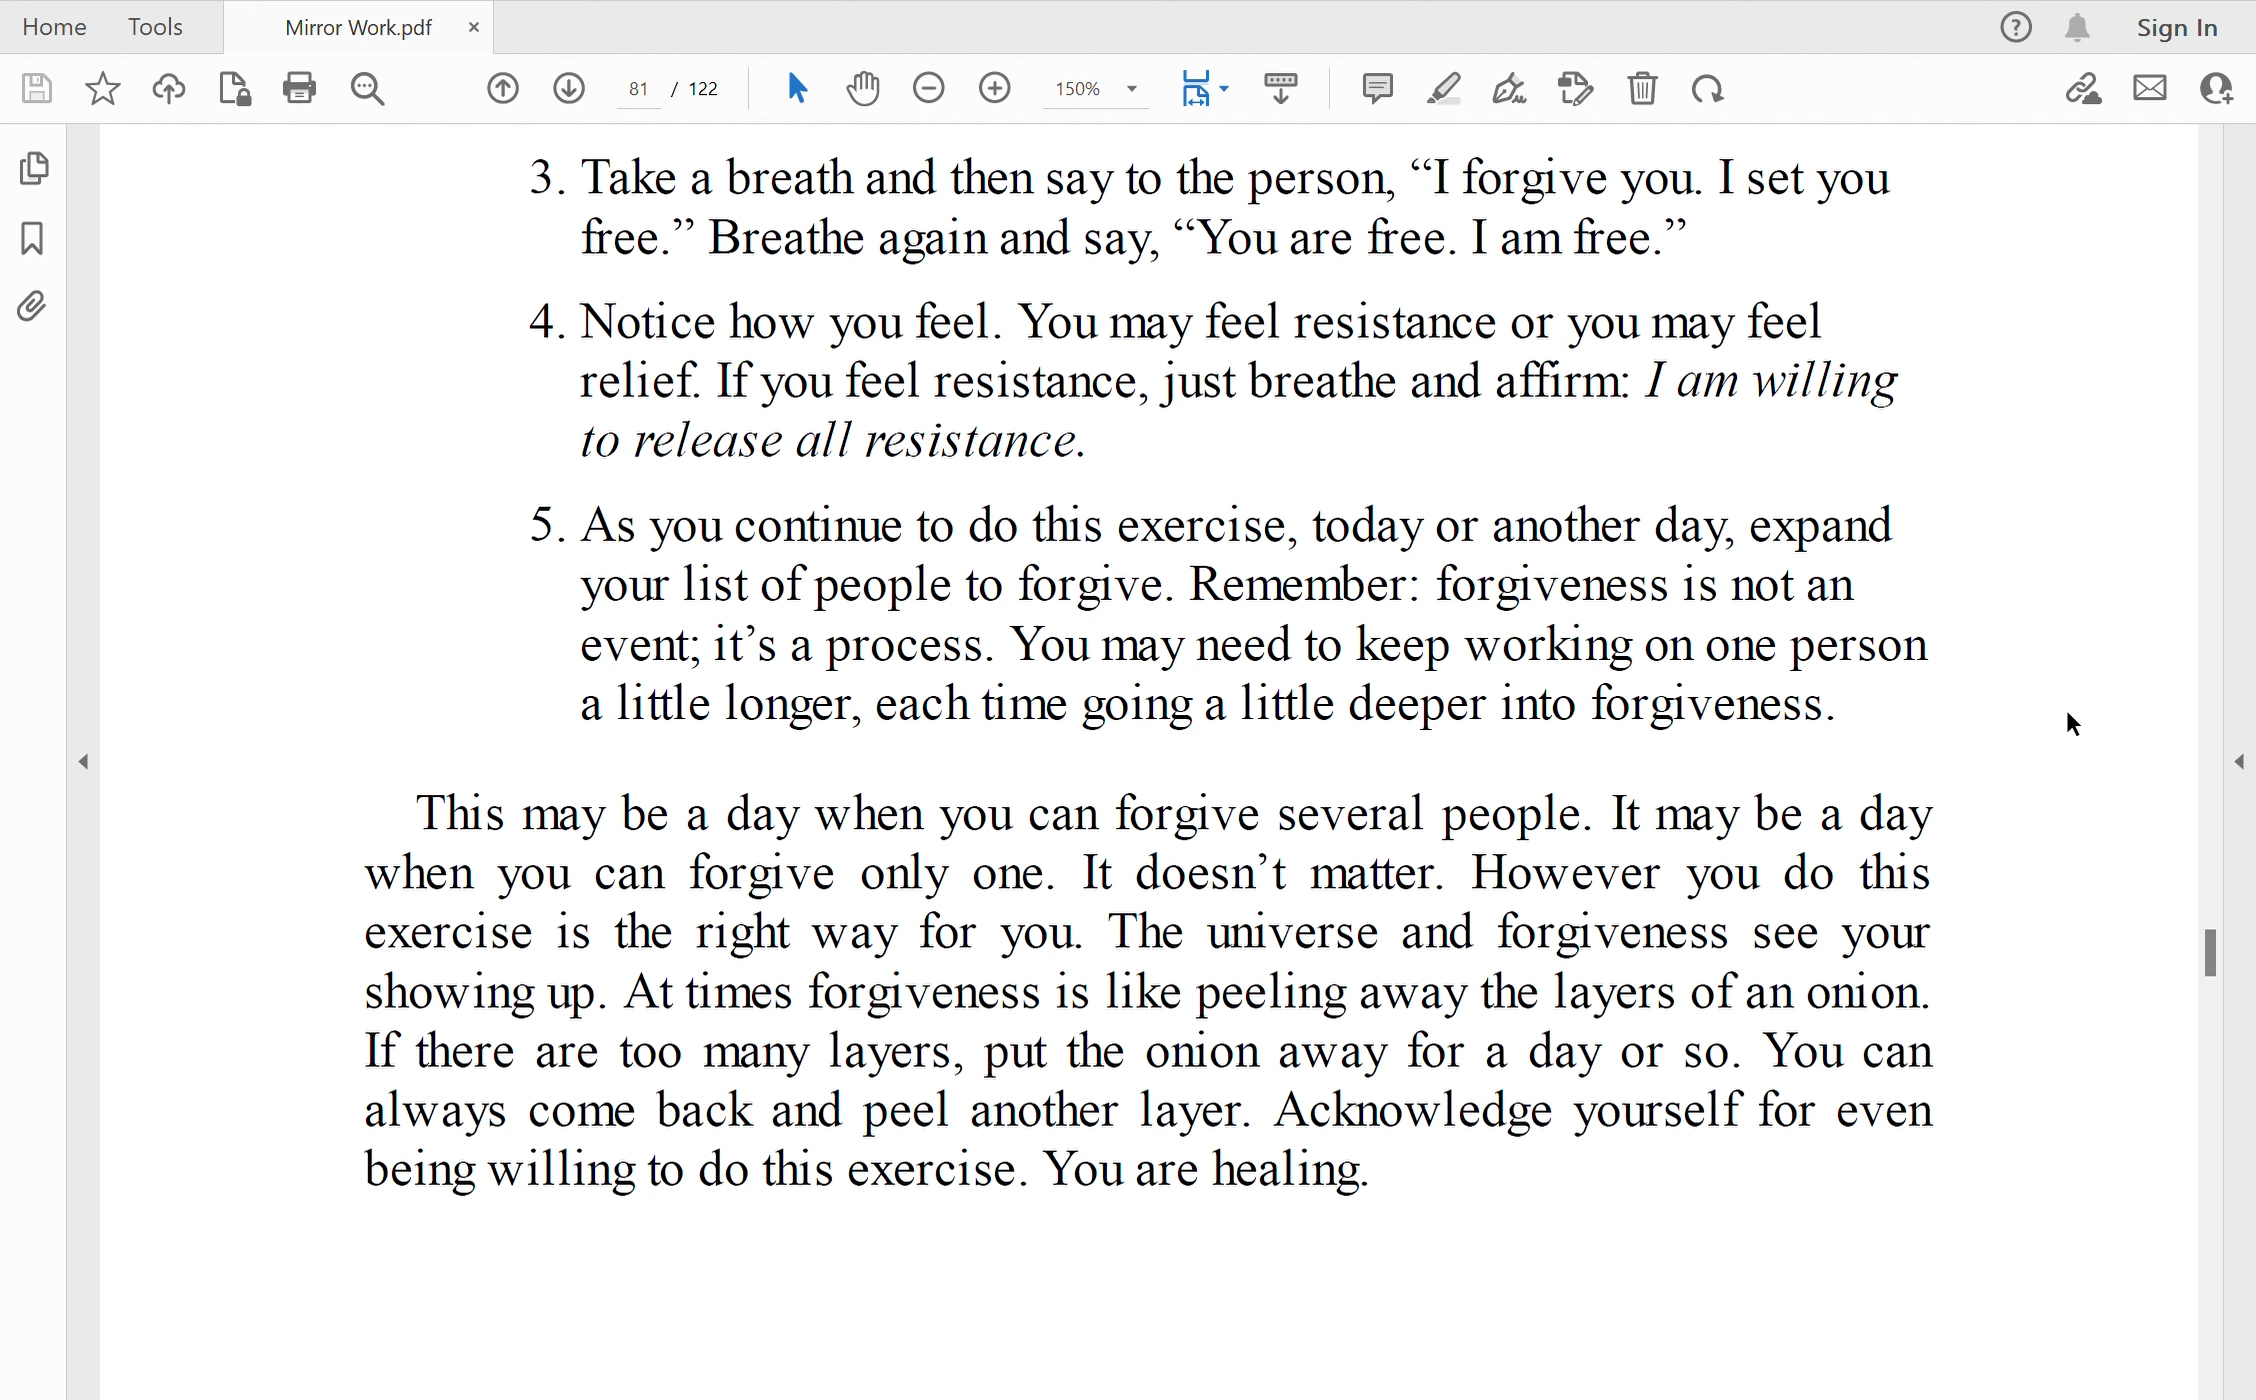 Home Tools Mirror Work.pdf × Sign In
81 / 122 150%
3. Take a breath and then say to the person, “I forgive you. I set you
free.” Breathe again and say, “You are free. I am free.”
4. Notice how you feel. You may feel resistance or you may feel
relief. If you feel resistance, just breathe and affirm: I am willing
to release all resistance.
5. As you continue to do this exercise, today or another day, expand
your list of people to forgive. Remember: forgiveness is not an
event; it’s a process. You may need to keep working on one person
a little longer, each time going a little deeper into forgiveness.
This may be a day when you can forgive several people. It may be a day
when you can forgive only one. It doesn’t matter. However you do this
exercise is the right way for you. The universe and forgiveness see your
showing up. At times forgiveness is like peeling away the layers of an onion.
If there are too many layers, put the onion away for a day or so. You can
always come back and peel another layer. Acknowledge yourself for even
being willing to do this exercise. You are healing.